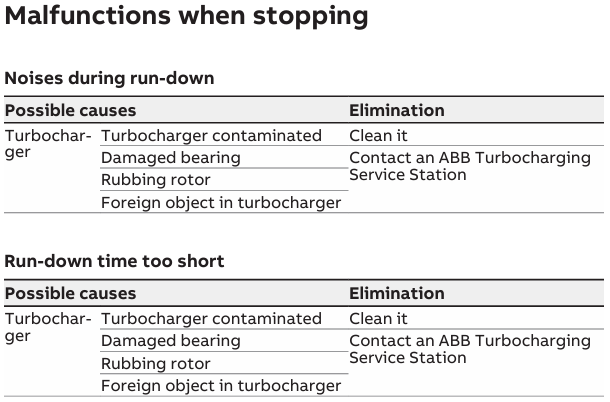 Malfunctions when stopping
Noises during run-down
Possible causes Elimination
Turbochar- Turbocharger contaminated Clean it
ger Damaged bearing Contact an ABB Turbocharging
Rubbing rotor Service Station
Foreign object in turbocharger
Run-down time too short
Possible causes Elimination
Turbochar- Turbocharger contaminated Clean it
ger Damaged bearing Contact an ABB Turbocharging
Rubbing rotor Service Station
Foreign object in turbocharger